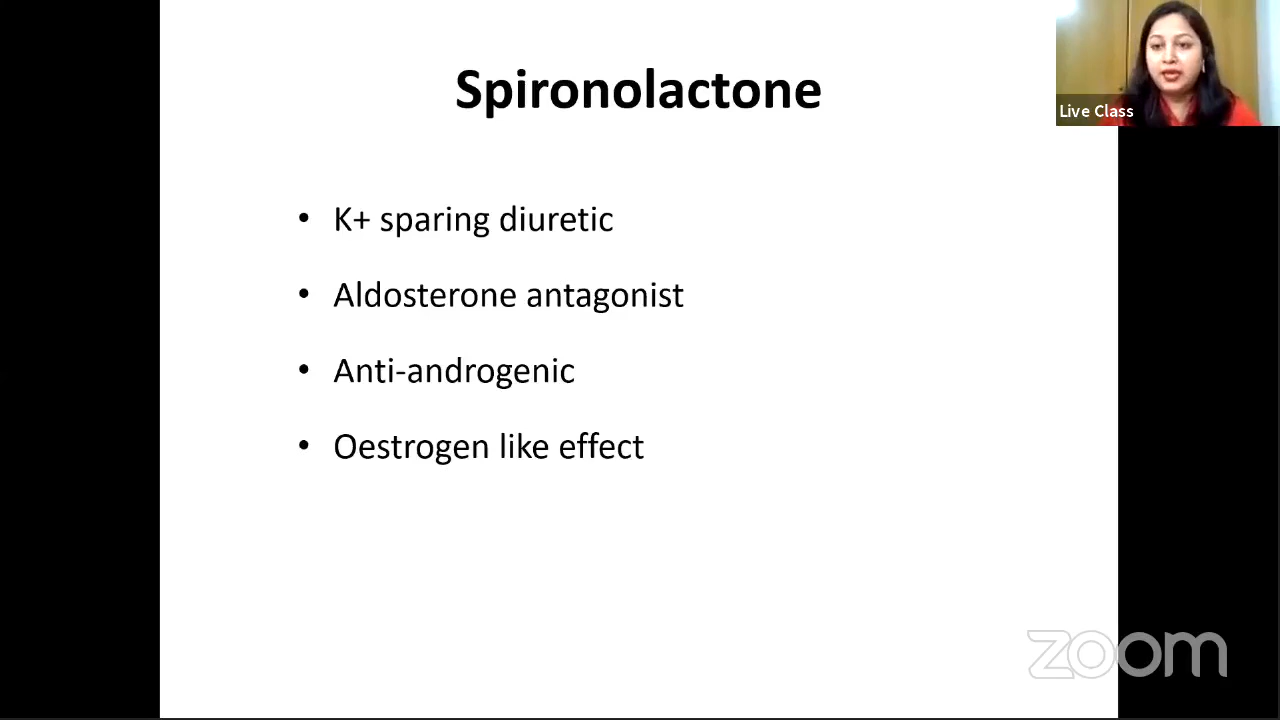 Spironolactone
Live Class
• K+ sparing diuretic
• Aldosterone antagonist
• Anti-androgenic
• Oestrogen like effect
zoom